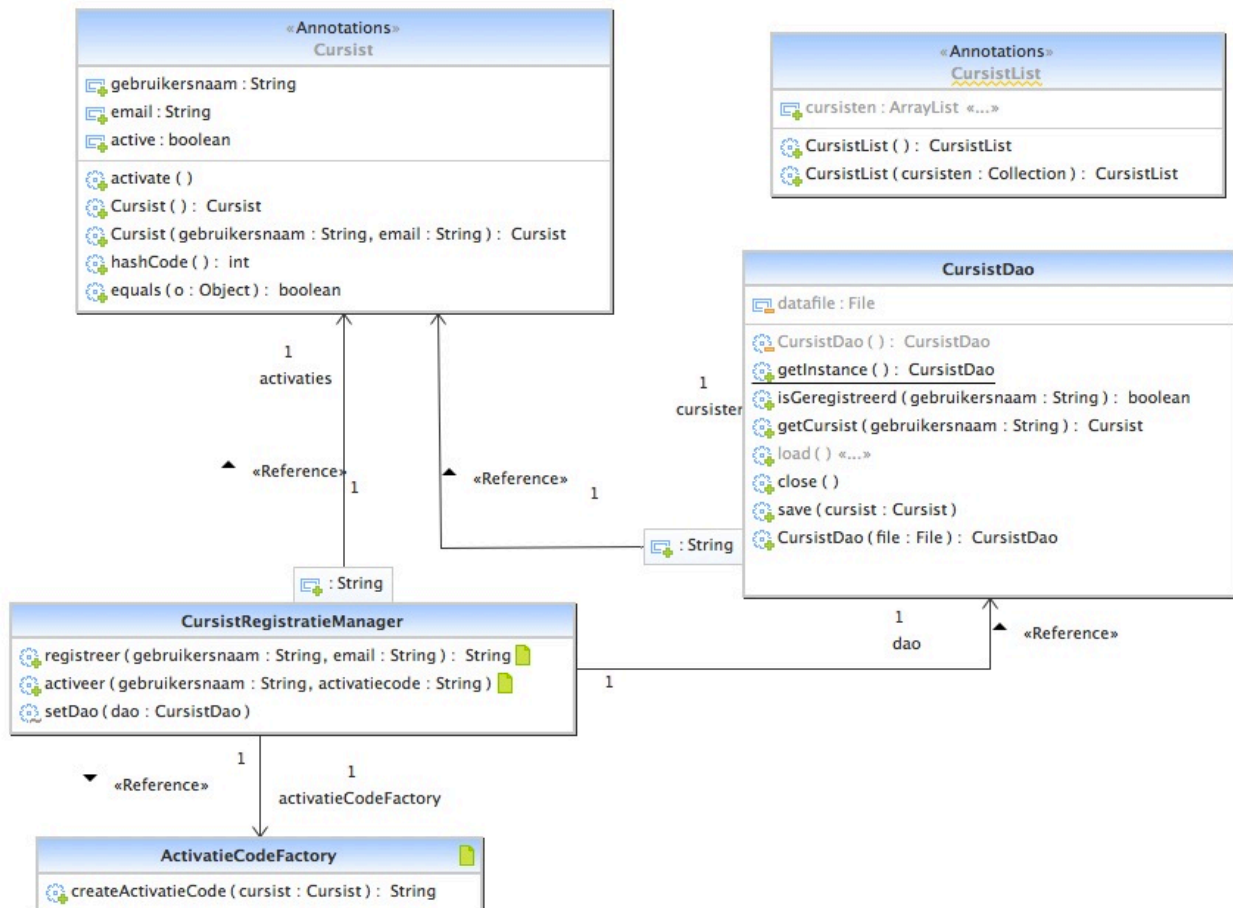 «Annotations»
Cursist
gebruikersnaam : String
email : String
active : boolean
activate ( )
Cursist ( ) : Cursist
Cursist ( gebruikersnaam : String, email : String ) : Cursist
hashCode ( ) : int
equals ( o : Object ) : boolean
«Annotations»
CursistList
cursisten : ArrayList «...»
CursistList ( ) : CursistList
CursistList ( cursisten : Collection ) : CursistList
CursistDao
datafile : File
CursistDao ( ) : CursistDao
getInstance ( ) : CursistDao
isGeregistreerd ( gebruikersnaam : String ) : boolean
getCursist ( gebruikersnaam : String ) : Cursist
load ( ) «...»
close ( )
save ( cursist : Cursist )
CursistDao ( file : File ) : CursistDao
1
activaties
1
cursisten
«Reference»
1
«Reference»
1
: String
: String
CursistRegistratieManager
registreer ( gebruikersnaam : String, email : String ) : String
activeer ( gebruikersnaam : String, activatiecode : String )
setDao ( dao : CursistDao )
1
dao
«Reference»
1
1
«Reference»
1
activatieCodeFactory
ActivatieCodeFactory
createActivatieCode ( cursist : Cursist ) : String